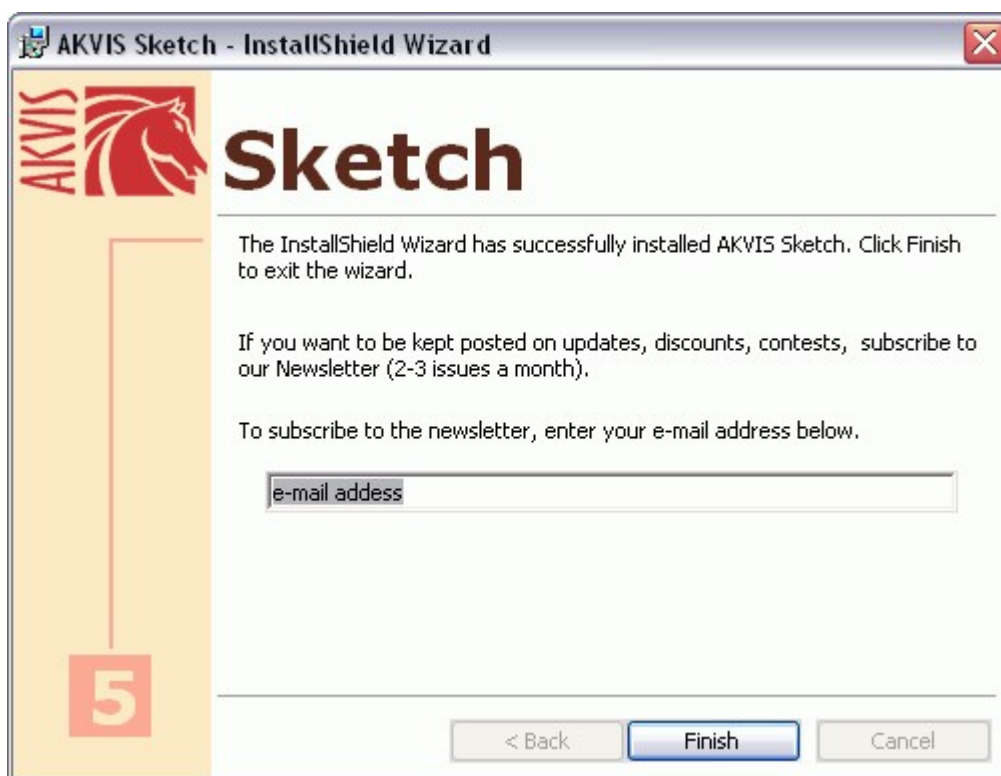 AKVIS Sketch - InstallShield Wizard
AKVIS
Sketch
The InstallShield Wizard has successfully installed AKVIS Sketch. Click Finish
to exit the wizard.
If you want to be kept posted on updates, discounts, contests,  subscribe to
our Newsletter (2-3 issues a month).
To subscribe to the newsletter, enter your e-mail address below.
e-mail addess
5
< Back
Finish
Cancel